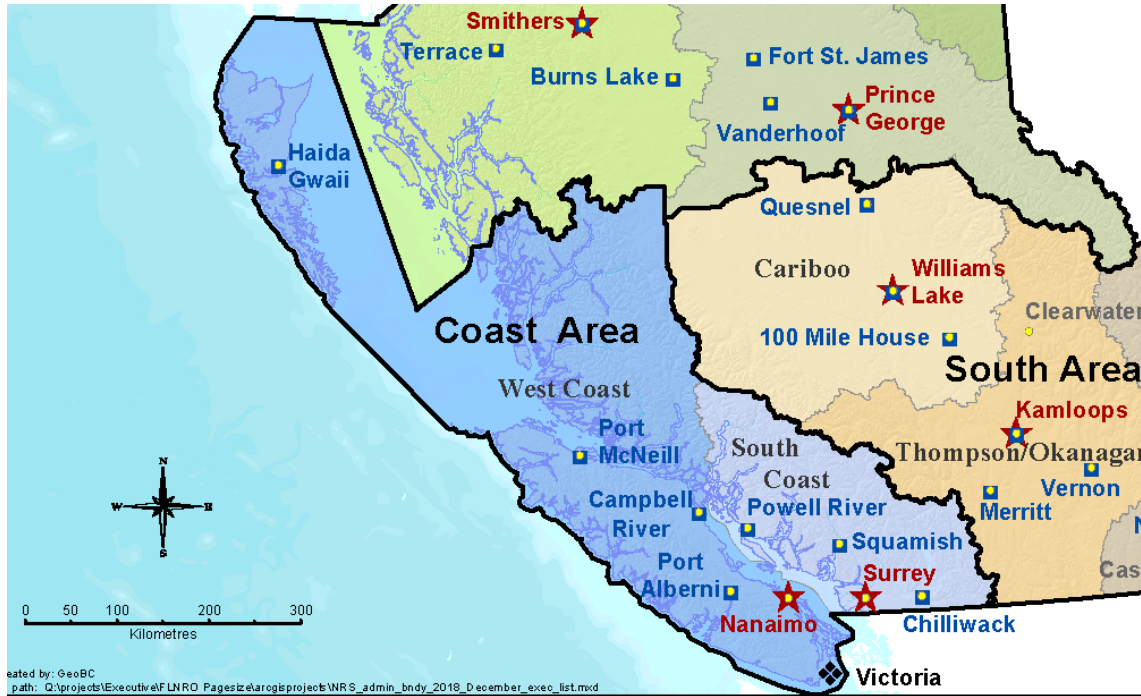 Smithers
Terrace
Burns Lake
Fort St. James
Prince
George
Vanderhoof
Haida
Gwaii
Quesnel
Cariboo
Williams
Lake
Clearwater
100 Mile House
Coast Area
South Area
West Coast
Kamloops
Port
McNeill
South
Coast
Thompson/Okanagan
Vernon
Merritt
Campbell
River
Powell River
Squamish
Port
Alberni
Surrey
Nanaimo
Chilliwack
Victoria
N
W
E
S
N
Cas
0 50 100 200 300
Kilometres
eated by: GeoBC
path: Q:\projects\Executive\FLNRO Pagesize\arcgisprojects\NRS_admin_bndy_2018_December_exec_list.mxd